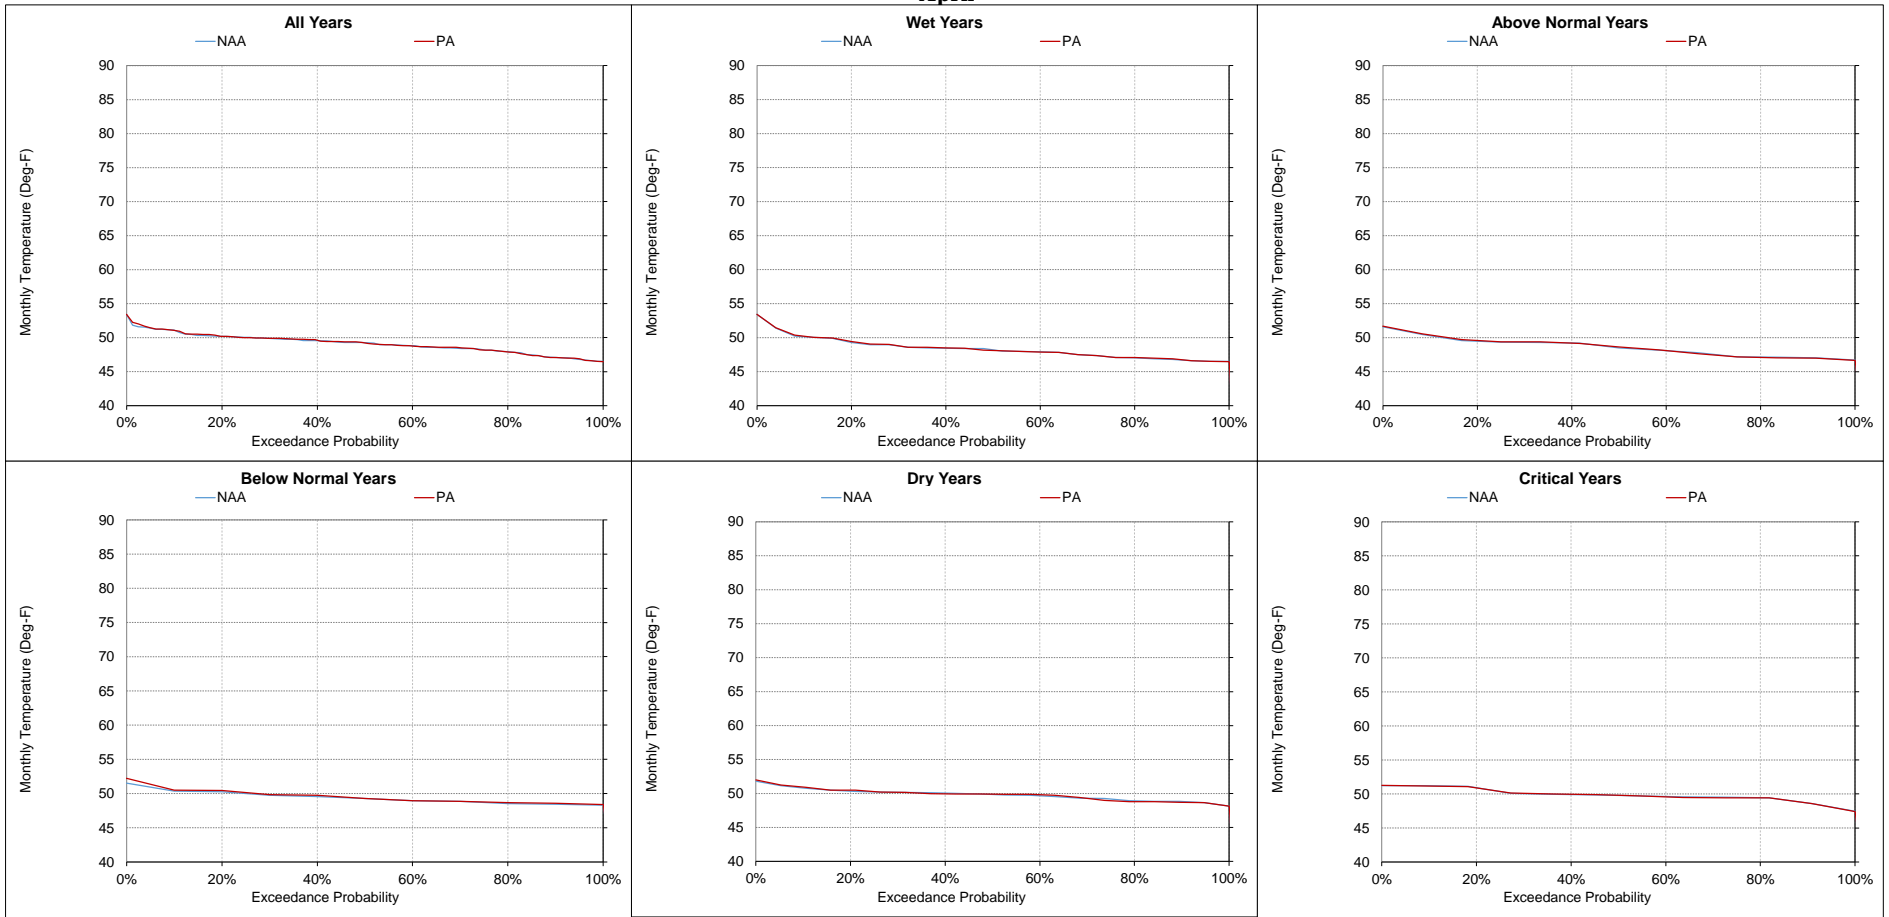 All Years
NAA PA
90
85
80
75
70
65
60
55
50
45
40
0% 20% 40% 60% 80% 100%
Monthly Temperature (Deg-F)
Exceedance Probability
Wet Years
NAA PA
90
85
80
75
70
65
60
55
50
45
40
0% 20% 40% 60% 80% 100%
Monthly Temperature (Deg-F)
Exceedance Probability
Above Normal Years
NAA PA
90
85
80
75
70
65
60
55
50
45
40
0% 20% 40% 60% 80% 100%
Monthly Temperature (Deg-F)
Exceedance Probability
Below Normal Years
NAA PA
90
85
80
75
70
65
60
55
50
45
40
0% 20% 40% 60% 80% 100%
Monthly Temperature (Deg-F)
Exceedance Probability
Dry Years
NAA PA
90
85
80
75
70
65
60
55
50
45
40
0% 20% 40% 60% 80% 100%
Monthly Temperature (Deg-F)
Exceedance Probability
Critical Years
NAA PA
90
85
80
75
70
65
60
55
50
45
40
0% 20% 40% 60% 80% 100%
Monthly Temperature (Deg-F)
Exceedance Probability